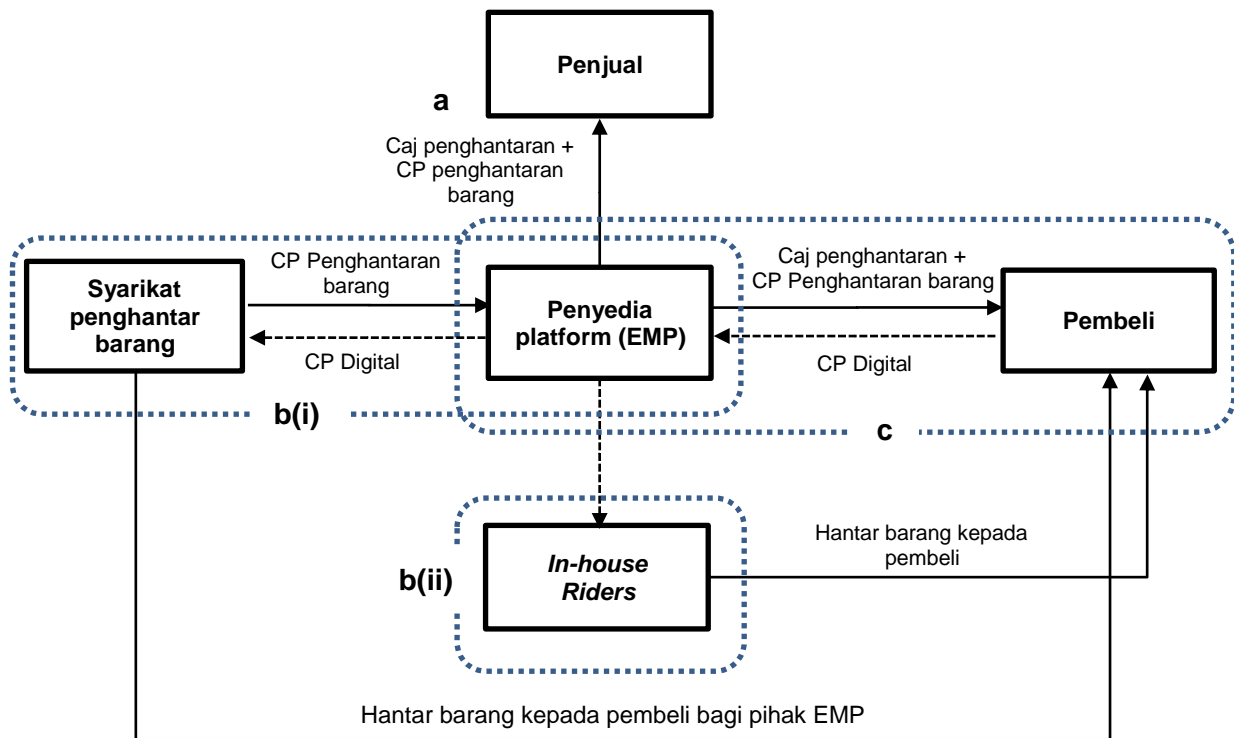 Penjual
a
Caj penghantaran +
CP penghantaran
barang
CP Penghantaran
barang
Caj penghantaran +
CP Penghantaran barang
Syarikat
penghantar
barang
Penyedia
platform (EMP)
Pembeli
CP Digital
CP Digital
b(i)
c
b(ii)
In-house
Riders
Hantar barang kepada
pembeli
Hantar barang kepada pembeli bagi pihak EMP